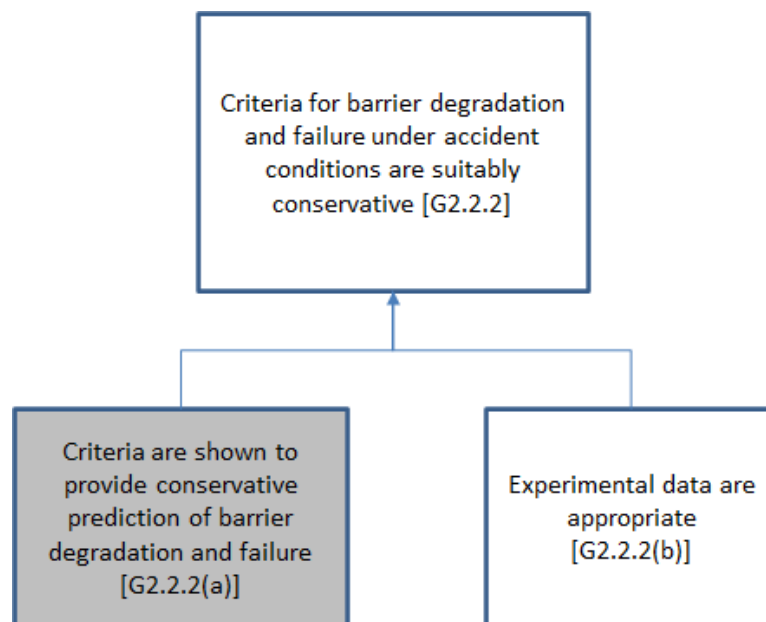 Criteria for barrier degradation
and failure under accident
conditions are suitably
conservative [G2.2.2]
Criteria are shown to
provide conservative
prediction of barrier
degradation and failure
[G2.2.2(a)]
Experimental data are
appropriate
[G2.2.2(b)]